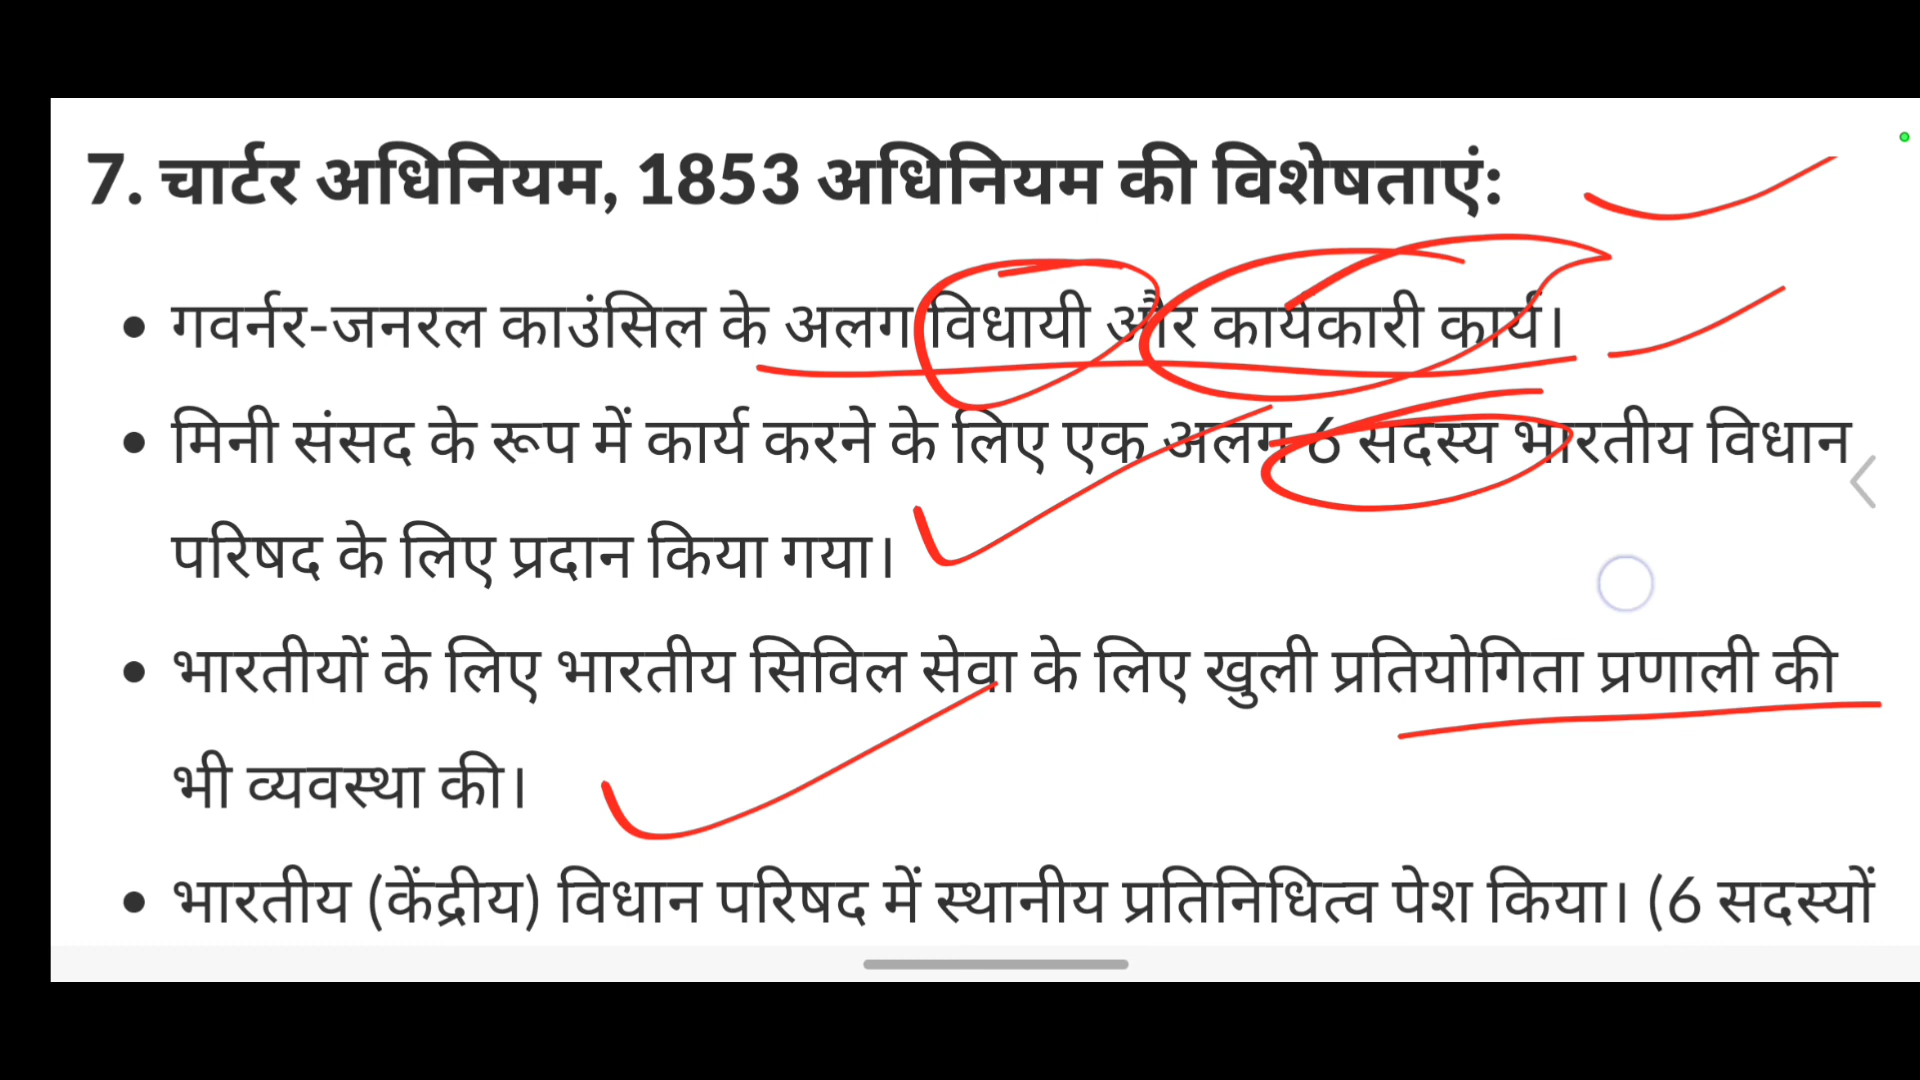 7. चार्टर अधिनियम, 1853 अधिनियम की विशेषताएं:
• गवर्नर-जनरल काउंसिल के अलग विधायी और कार्यकारी कार्य।
• मिनी संसद के रूप में कार्य करने के लिए एक अलग 6 सदस्य भारतीय विधान
परिषद के लिए प्रदान किया गया।
• भारतीयों के लिए भारतीय सिविल सेवा के लिए खुली प्रतियोगिता प्रणाली की
भी व्यवस्था की।
• भारतीय (केंद्रीय) विधान परिषद में स्थानीय प्रतिनिधित्व पेश किया। (6 सदस्यों